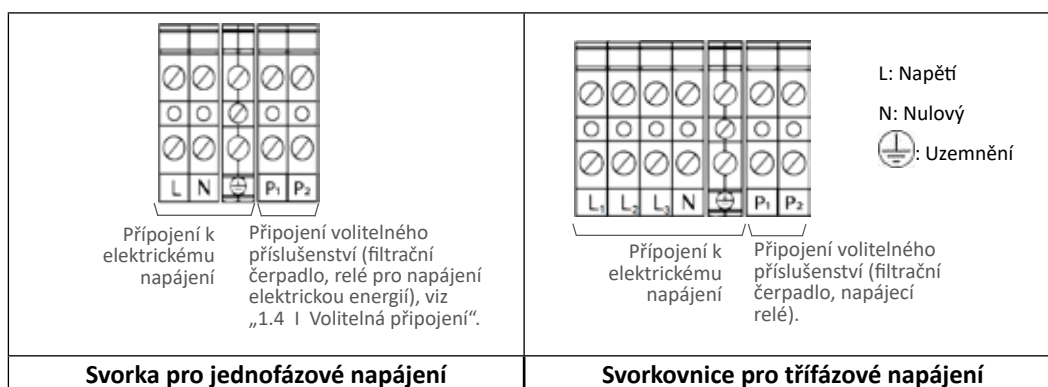 L N P₁ P₂
Přípojení k
elektrickému
napájení
Připojení volitelného
příslušenství (filtrační
čerpadlo, relé pro napájení
elektrickou energií), viz
„1.4 I Volitelná připojení“.
Svorka pro jednofázové napájení
L₁ L₂ L₃ N P₁ P₂
Přípojení k
elektrickému
napájení
Připojení volitelného
příslušenství (filtrační
čerpadlo, napájecí
relé).
L: Napětí
N: Nulový
: Uzemnění
Svorkovnice pro třífázové napájení